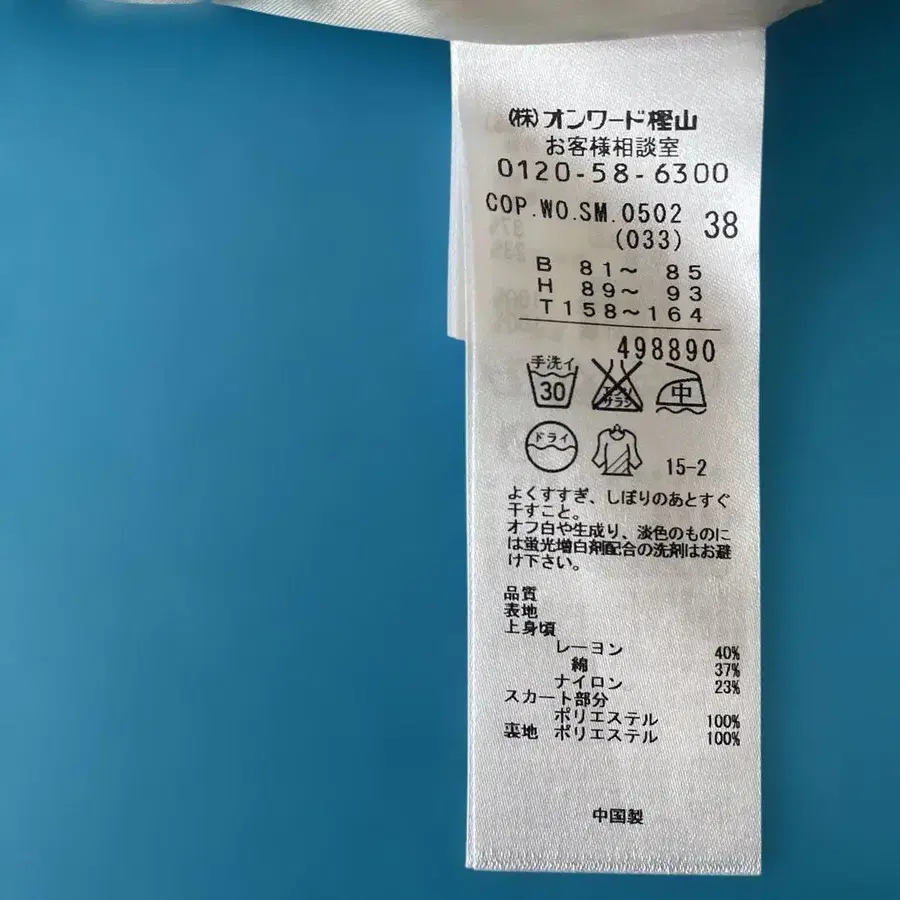 (株)オンワード樫山
お客様相談室
0120-58-6300
COP.WO.SM.0502
(033)
38
B 81〜 85
H 89〜 93
T158〜164
498890
手洗イ
30
エンソ
サラシ
中
ドライ
15-2
よくすすぎ、しぼりのあとすぐ
干すこと。
オフ白や生成り、淡色のものに
は蛍光増白剤配合の洗剤はお避
け下さい。
品質
表地
上身頃
レーヨン 40%
綿 37%
ナイロン 23%
スカート部分
ポリエステル 100%
裏地 ポリエステル 100%
中国製